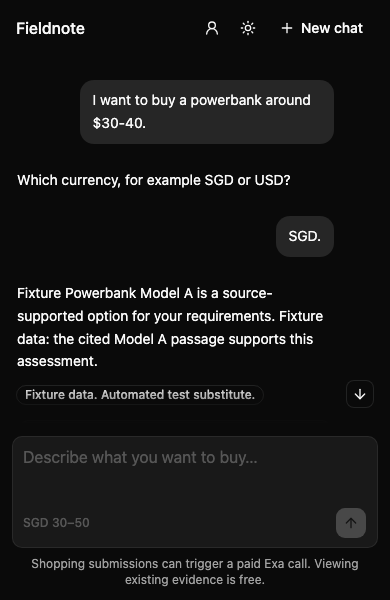 Fieldnote
New chat
I want to buy a powerbank around
$30-40.
Which currency, for example SGD or USD?
SGD.
Fixture Powerbank Model A is a source-
supported option for your requirements. Fixture
data: the cited Model A passage supports this
assessment.
Fixture data. Automated test substitute.
Describe what you want to buy...
SGD 30–50
Shopping submissions can trigger a paid Exa call. Viewing
existing evidence is free.